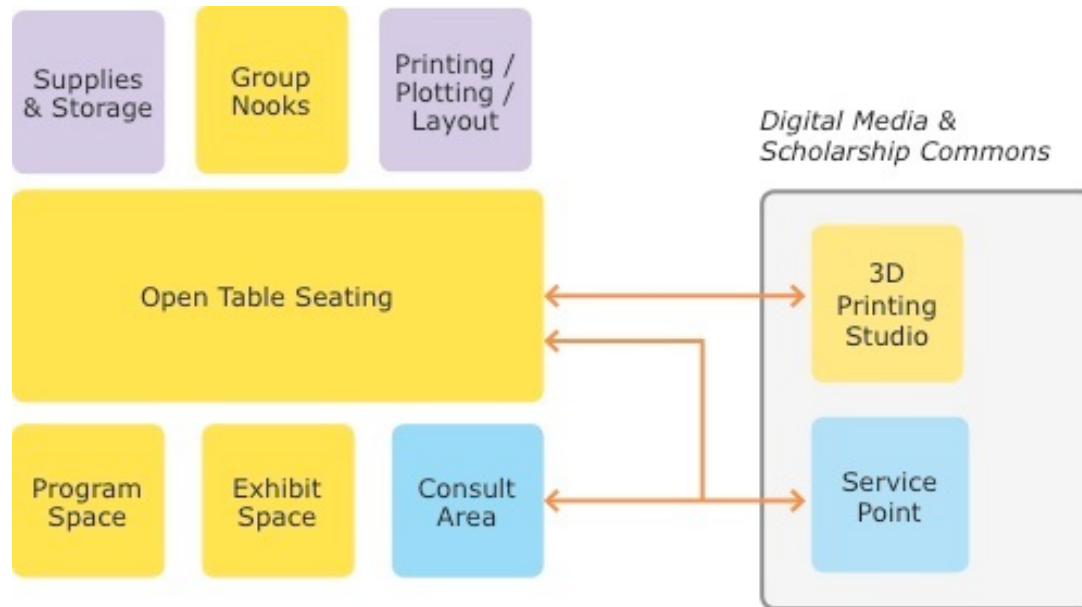 Supplies
& Storage
Group
Nooks
Printing /
Plotting /
Layout
Digital Media &
Scholarship Commons
Open Table Seating
3D
Printing
Studio
Program
Space
Exhibit
Space
Consult
Area
Service
Point